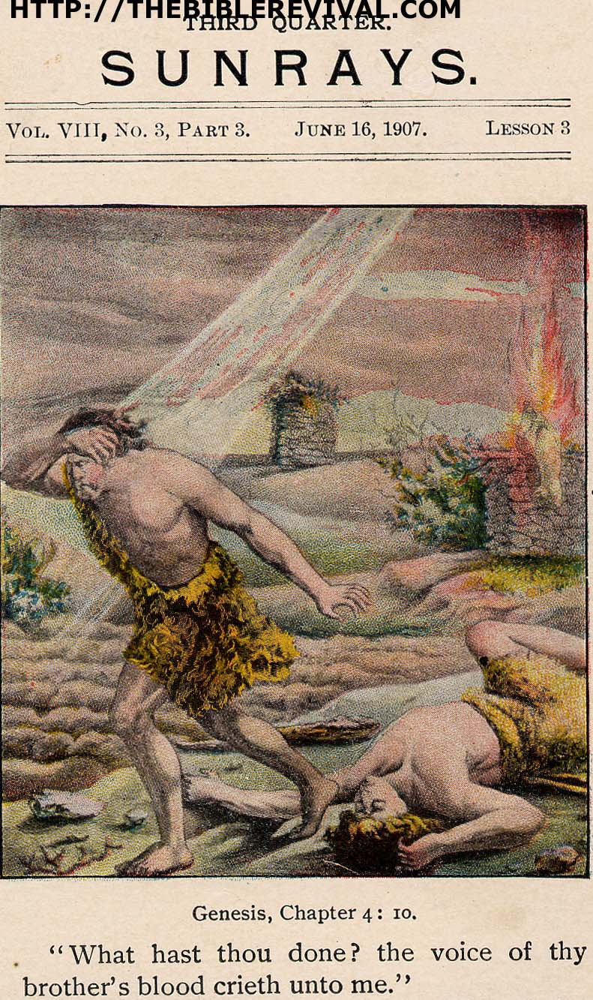 HTTP://THEBIBLEREVIVAL.COM
THIRD QUARTER.
SUNRAYS.
VOL. VIII, NO. 3, PART 3. JUNE 16, 1907. LESSON 3
Genesis, Chapter 4: 10.
"What hast thou done? the voice of thy
brother's blood crieth unto me."